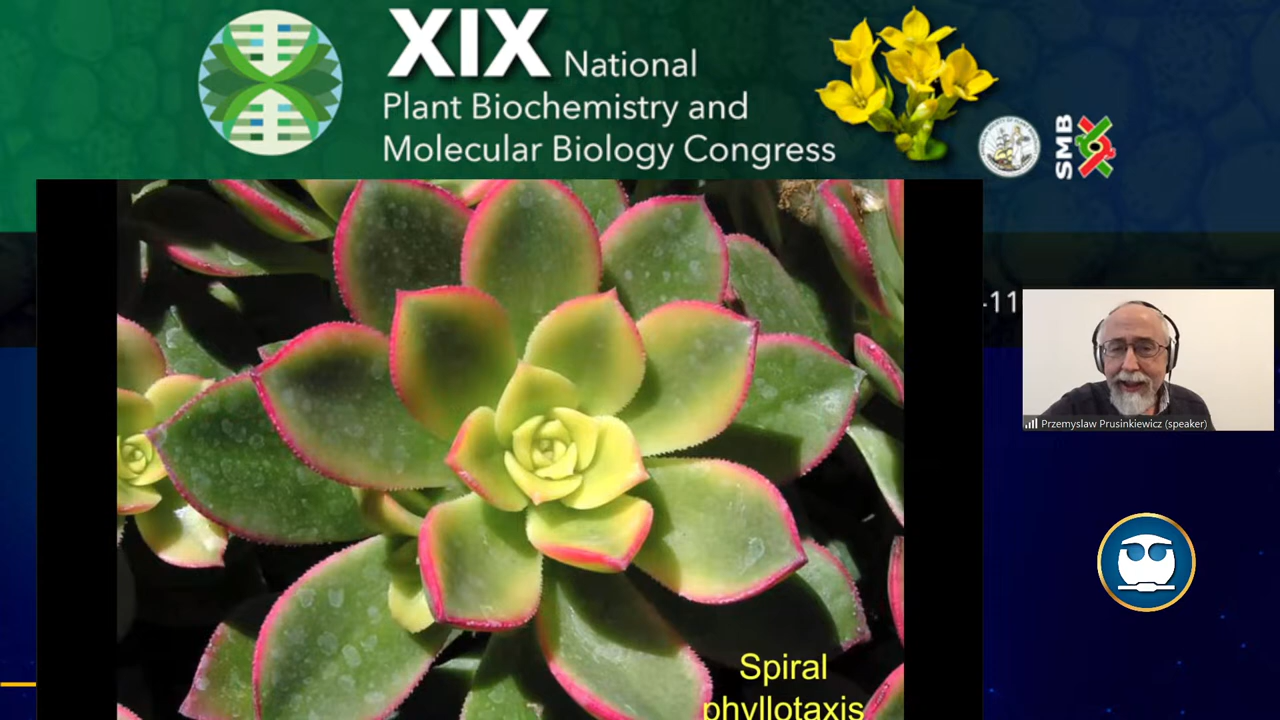 XIX National
Plant Biochemistry and
Molecular Biology Congress
SMB
-11
Przemyslaw Prusinkiewicz (speaker)
Spiral
phyllotaxis